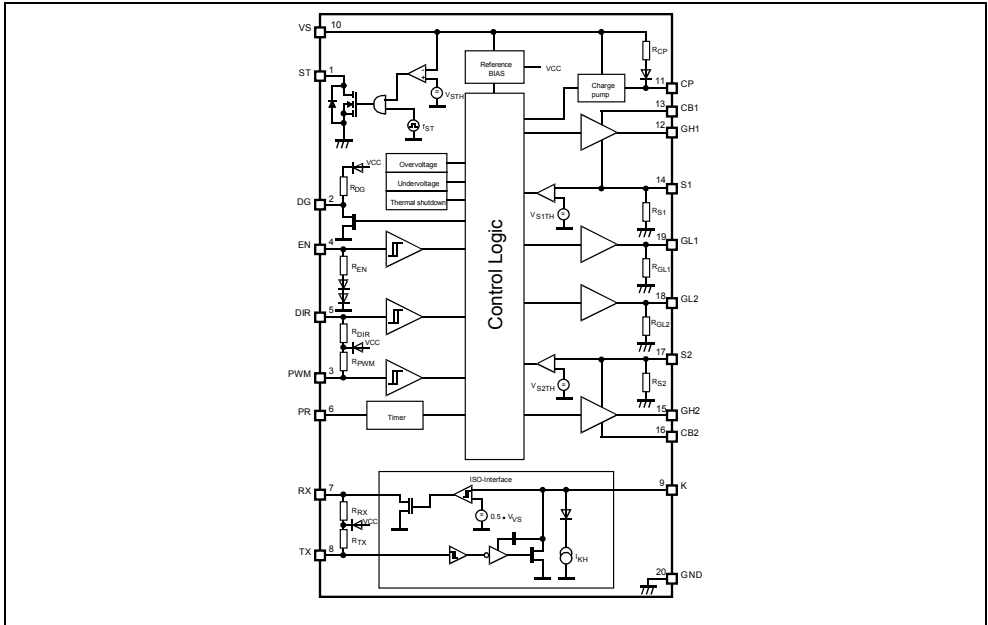 VS 10
ST 1
DG 2
EN 4
DIR 5
PWM 3
PR 6
RX 7
TX 8
Reference
BIAS
VCC
RCP
Charge
pump
11 CP
13 CB1
12 GH1
14 S1
19 GL1
18 GL2
17 S2
15 GH2
16 CB2
9 K
20 GND
VSTH
fST
VCC
RDG
Overvoltage
Undervoltage
Thermal shutdown
REN
RDIR
VCC
RPWM
Timer
Control Logic
VS1TH
RS1
RGL1
RGL2
VS2TH
RS2
ISO-Interface
RRX
VCC
RTX
0.5 • VVS
IKH